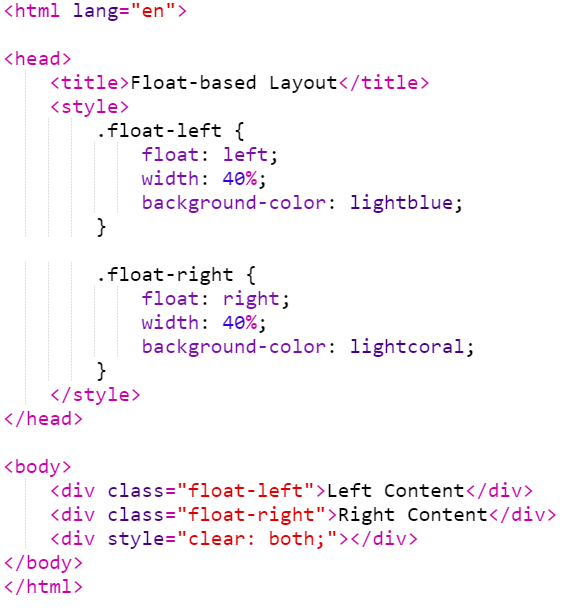 <html lang="en">

<head>
    <title>Float-based Layout</title>
    <style>
        .float-left {
            float: left;
            width: 40%;
            background-color: lightblue;
        }

        .float-right {
            float: right;
            width: 40%;
            background-color: lightcoral;
        }
    </style>
</head>

<body>
    <div class="float-left">Left Content</div>
    <div class="float-right">Right Content</div>
    <div style="clear: both;"></div>
</body>
</html>